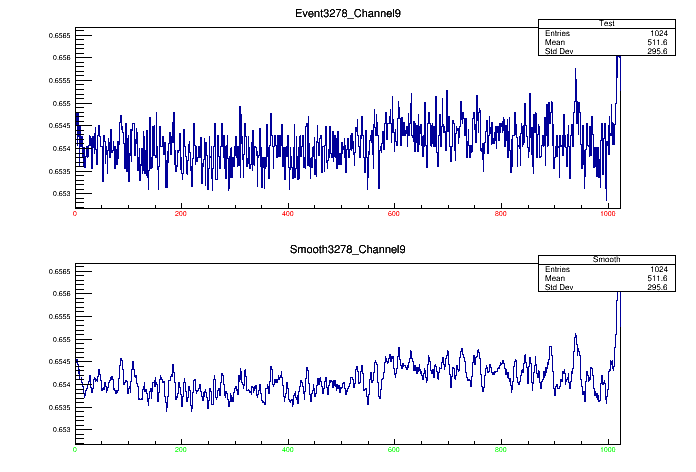 Event3278_Channel9
Test
Entries 1024
Mean 511.6
Std Dev 295.6
0.6565
0.656
0.6555
0.655
0.6545
0.654
0.6535
0.653
0 200 400 600 800 1000
Smooth3278_Channel9
Smooth
Entries 1024
Mean 511.6
Std Dev 295.6
0.6565
0.656
0.6555
0.655
0.6545
0.654
0.6535
0.653
0 200 400 600 800 1000